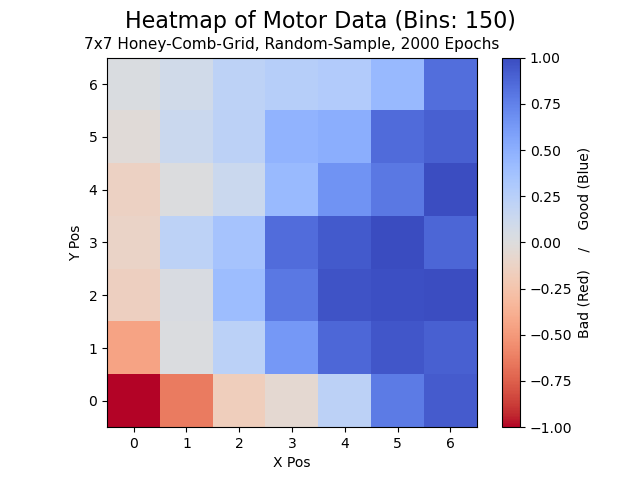 Heatmap of Motor Data (Bins: 150)
7x7 Honey-Comb-Grid, Random-Sample, 2000 Epochs
6
5
4
3
2
1
0
Y Pos
0 1 2 3 4 5 6
X Pos
1.00
0.75
0.50
0.25
0.00
−0.25
−0.50
−0.75
−1.00
Bad (Red) / Good (Blue)